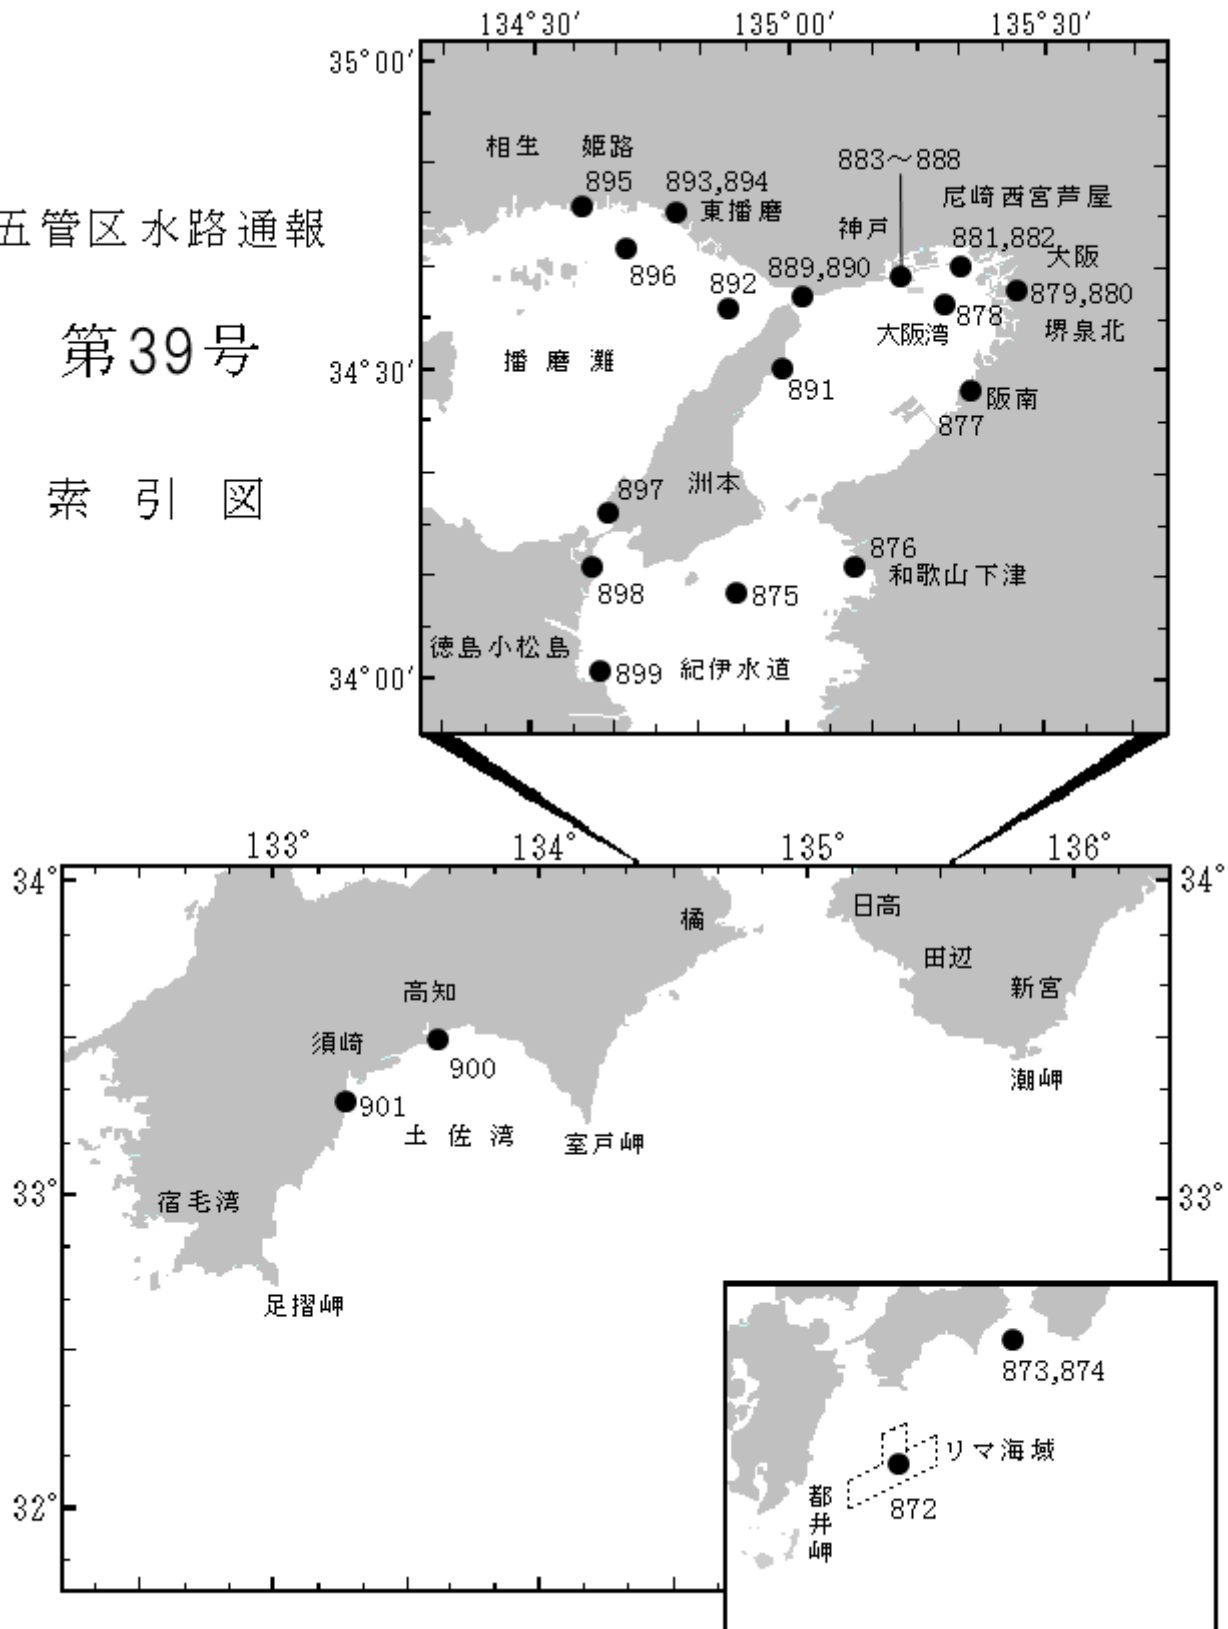 五管区水路通報
第39号
索引図
134°30′ 135°00′ 135°30′
35°00′
相生 姫路
883～888
895 893,894
尼崎西宮芦屋
東播磨
神戸
881,882
大阪
889,890
896 892
879,880
878
大阪湾
堺泉北
播磨灘
34°30′
891
阪南
877
洲本
897
876
和歌山下津
898 875
徳島小松島
899 紀伊水道
34°00′
133° 134° 135° 136°
34° 34°
橘 日高
田辺
高知 新宮
須崎
900
潮岬
901
土佐湾
室戸岬
33° 33°
宿毛湾
足摺岬
873,874
リマ海域
都井岬
872
32°